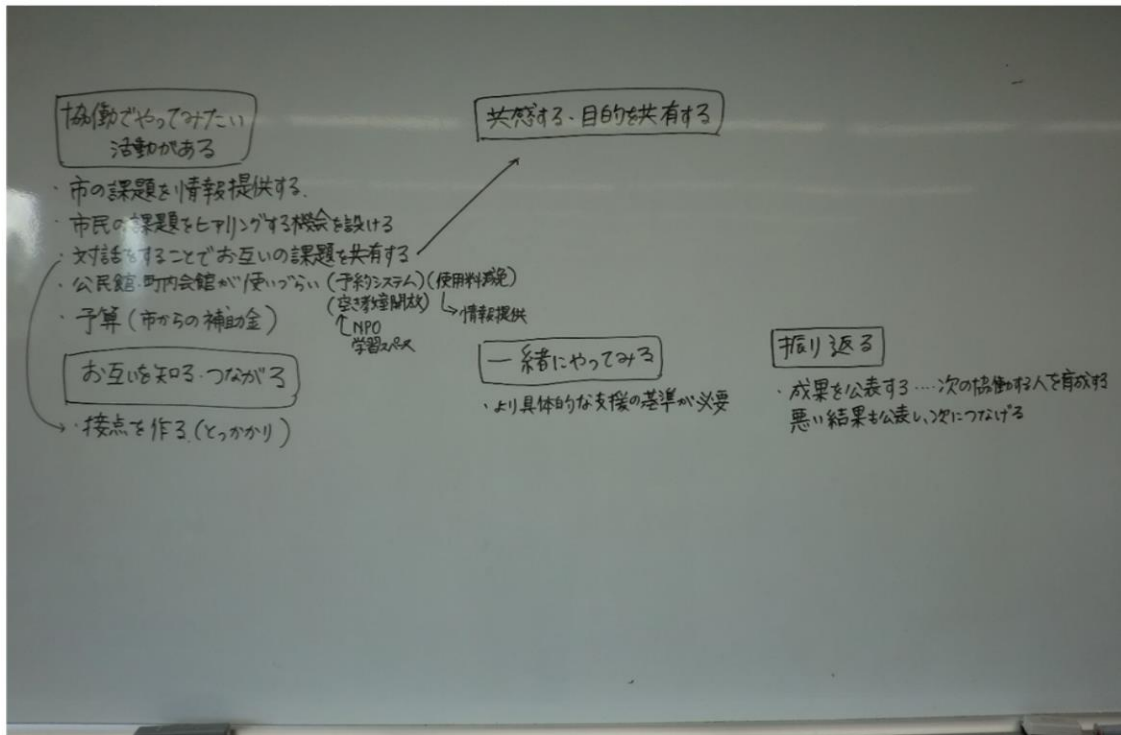 協働でやってみたい
活動がある
・市の課題を情報提供する.
・市民の課題をヒアリングする機会を設ける
・対話をすることでお互いの課題を共有する
・公民館・町内会館が使いづらい (予約システム)(使用料減免)
(空き教室開放)
情報提供
NPO
学習スペース
・予算(市からの補助金)
お互いを知る・つながる
・接点を作る.(とっかかり)
共感する・目的を共有する
一緒にやってみる
・より具体的な支援の基準が必要
振り返る
・成果を公表する‥‥次の協働する人を育成する
悪い結果も公表し、次につなげる